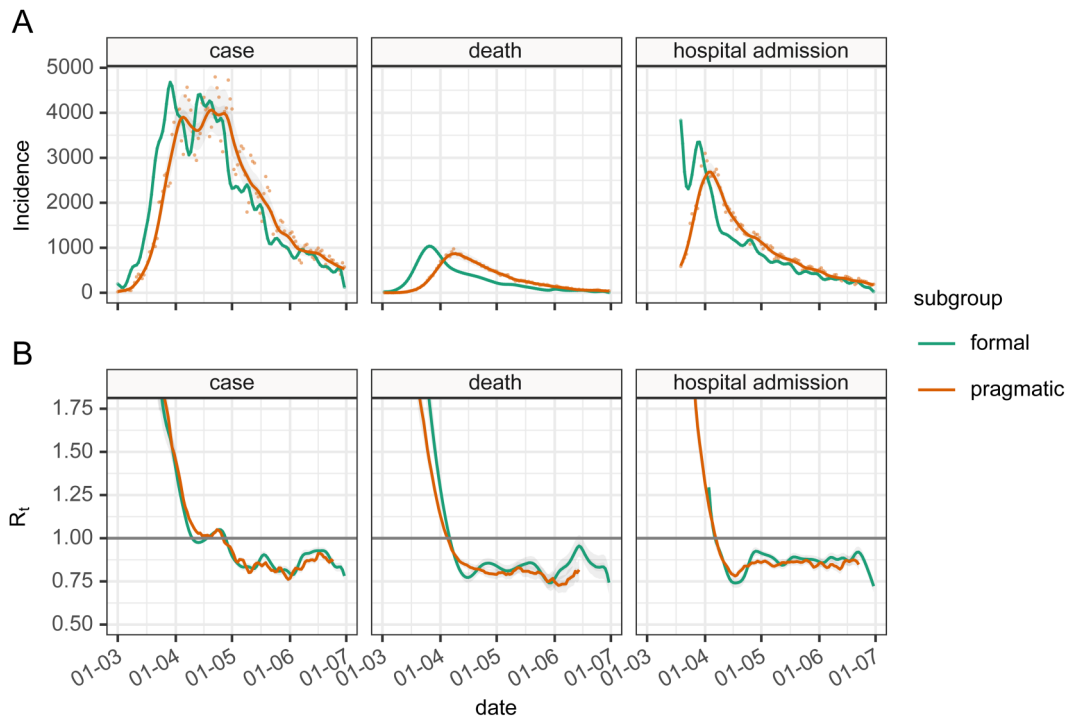 A
case death hospital admission
5000
4000
3000
2000
1000
0
Incidence
subgroup
formal
pragmatic
B
case death hospital admission
1.75
1.50
1.25
1.00
0.75
0.50
Rt
01-03 01-04 01-05 01-06 01-07 01-03 01-04 01-05 01-06 01-07 01-03 01-04 01-05 01-06 01-07
date